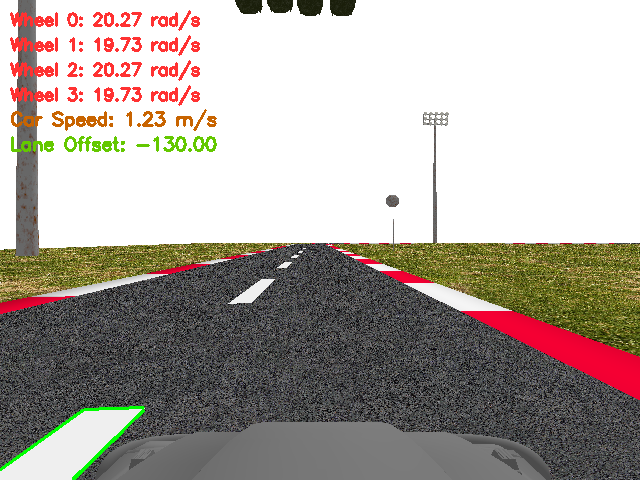 Wheel 0: 20.27 rad/s
Wheel 1: 19.73 rad/s
Wheel 2: 20.27 rad/s
Wheel 3: 19.73 rad/s
Car Speed: 1.23 m/s
Lane Offset: -130.00